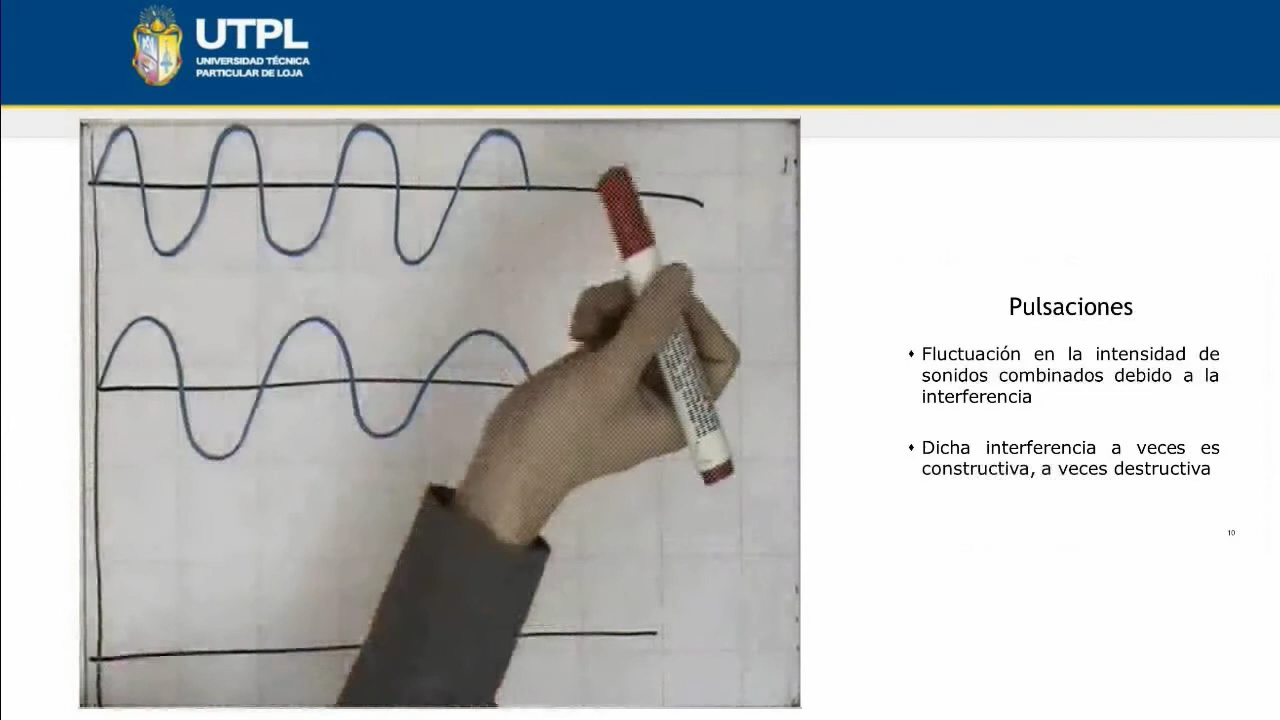 UTPL
UNIVERSIDAD TÉCNICA
PARTICULAR DE LOJA
Pulsaciones
Fluctuación en la intensidad de
sonidos combinados debido a la
interferencia
Dicha interferencia a veces es
constructiva, a veces destructiva
10